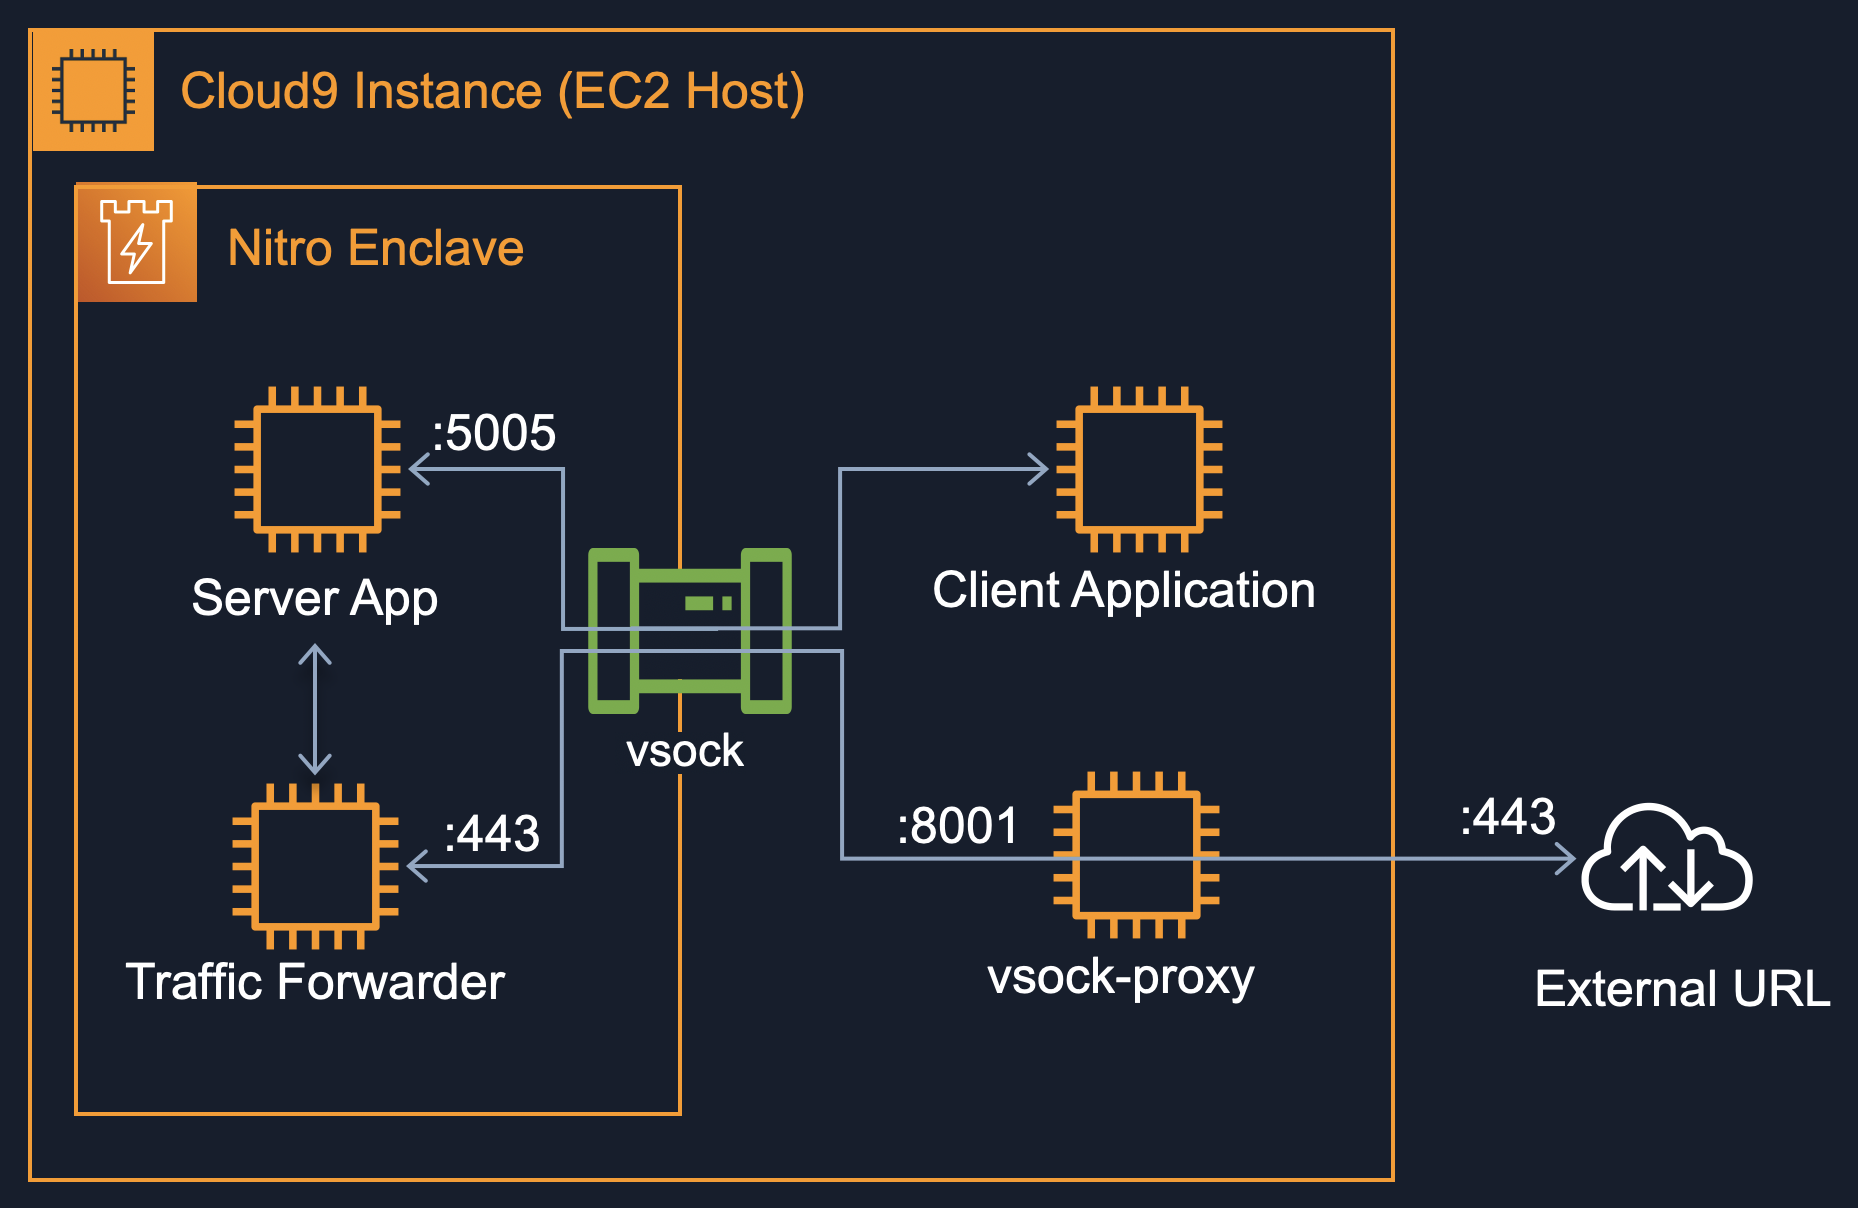 Cloud9 Instance (EC2 Host)
Nitro Enclave
:5005
Server App
Client Application
vsock
:443
:8001
:443
Traffic Forwarder
vsock-proxy
External URL